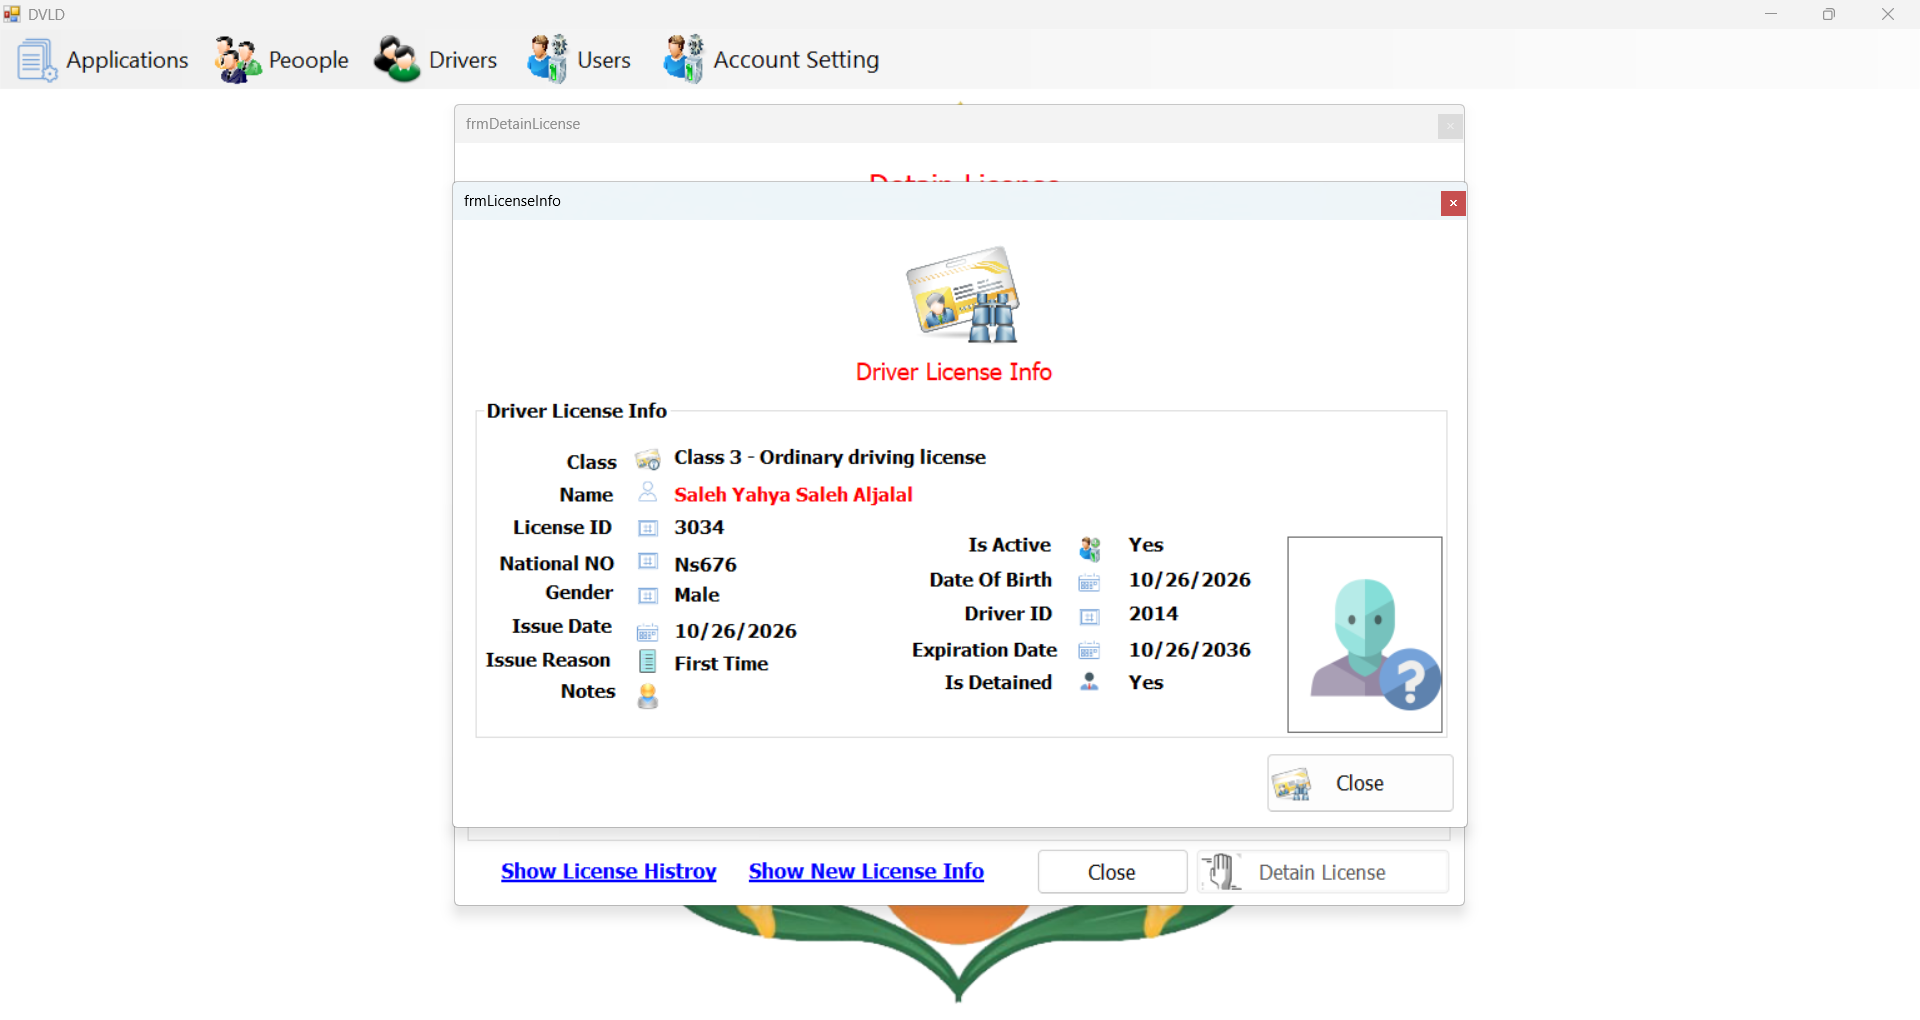 DVLD
Applications Peoople Drivers Users Account Setting
frmDetainLicense
Detain License
frmLicenseInfo
Driver License Info
Driver License Info
Class Class 3 - Ordinary driving license
Name Saleh Yahya Saleh Aljalal
License ID 3034
National NO Ns676
Gender Male
Issue Date 10/26/2026
Issue Reason First Time
Notes
Is Active Yes
Date Of Birth 10/26/2026
Driver ID 2014
Expiration Date 10/26/2036
Is Detained Yes
Close
Show License Histroy Show New License Info Close Detain License